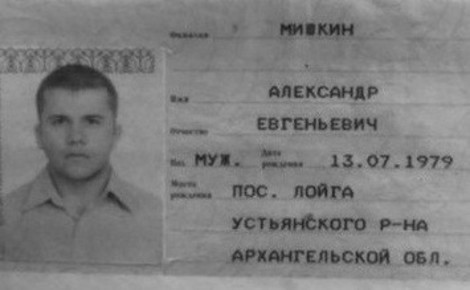 Фамилия МИШКИН
Имя АЛЕКСАНДР
Отчество ЕВГЕНЬЕВИЧ
Пол МУЖ. Дата рождения 13.07.1979
Место рождения ПОС. ЛОЙГА
УСТЬЯНСКОГО Р-НА
АРХАНГЕЛЬСКОЙ ОБЛ.